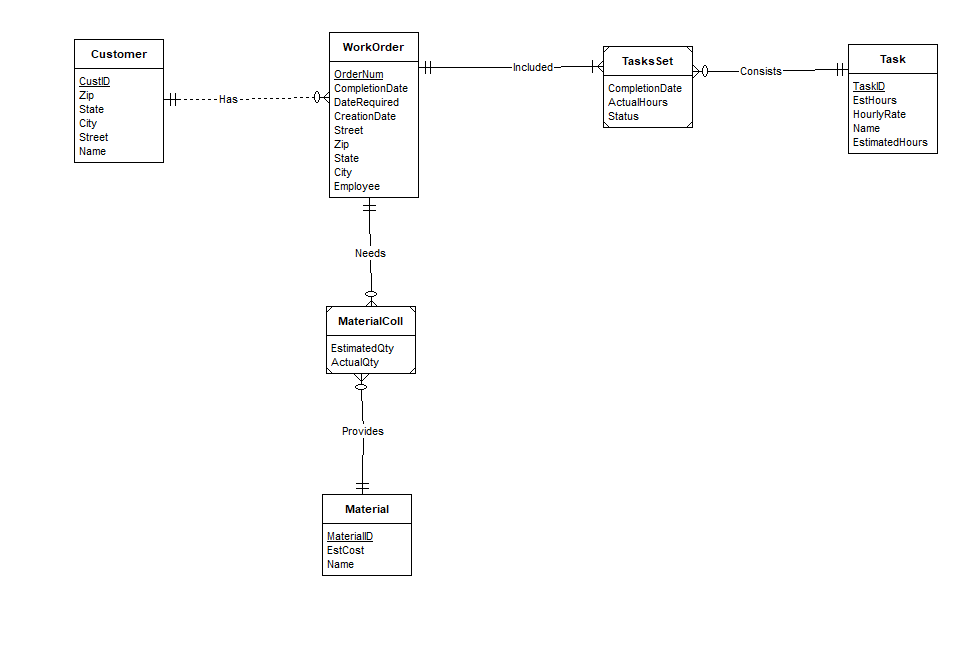 Customer
CustID
Zip
State
City
Street
Name
Has
WorkOrder
OrderNum
CompletionDate
DateRequired
CreationDate
Street
Zip
State
City
Employee
Included
TasksSet
CompletionDate
ActualHours
Status
Consists
Task
TaskID
EstHours
HourlyRate
Name
EstimatedHours
Needs
MaterialColl
EstimatedQty
ActualQty
Provides
Material
MaterialID
EstCost
Name